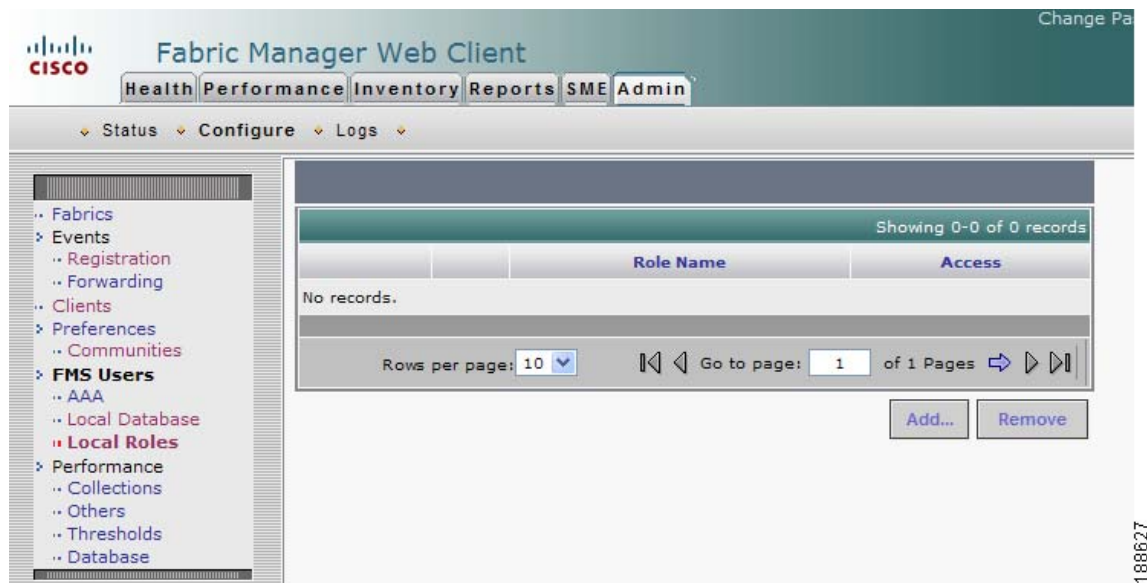 Change Pa
CISCO
Fabric Manager Web Client
Health Performance Inventory Reports SME Admin
Status Configure Logs
Fabrics
Events
Registration
Forwarding
Clients
Preferences
Communities
FMS Users
AAA
Local Database
Local Roles
Performance
Collections
Others
Thresholds
Database
Showing 0-0 of 0 records
Role Name Access
No records.
Rows per page: 10 Go to page: 1 of 1 Pages
Add... Remove
188627